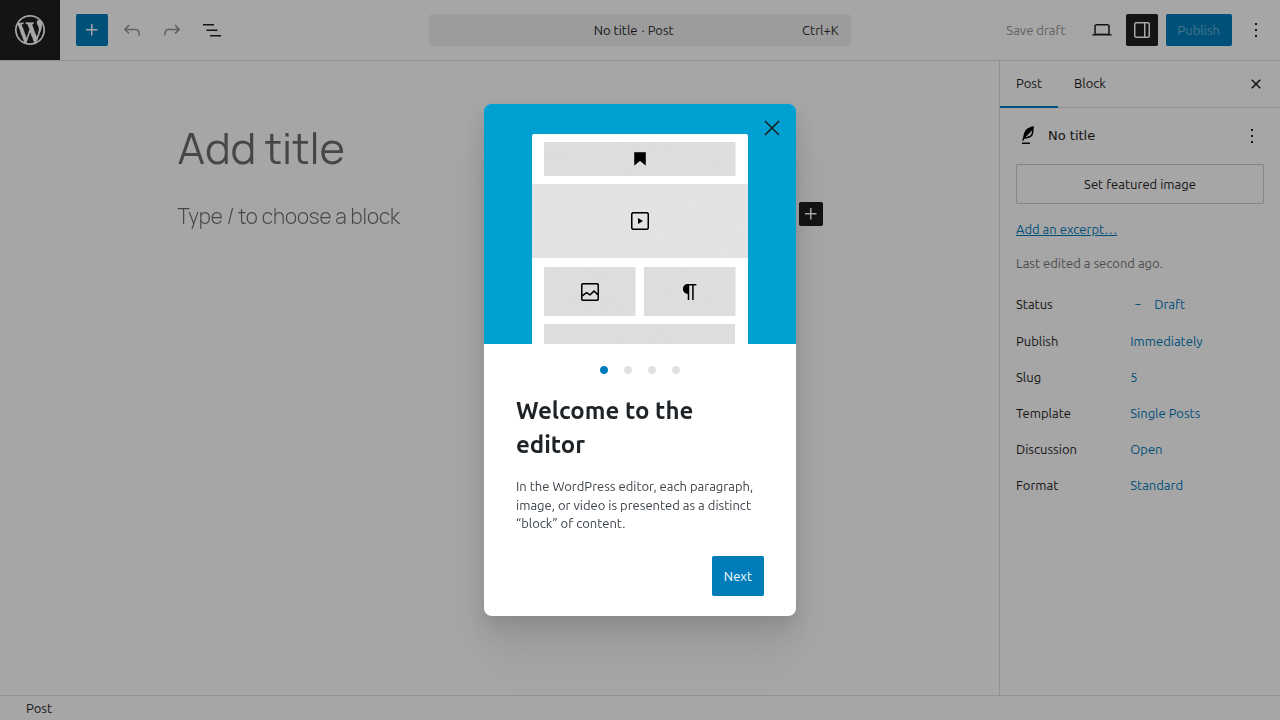 No title · Post
Ctrl+K
Save draft
Publish
Add title
Type / to choose a block
Post
Block
No title
Set featured image
Add an excerpt…
Last edited a second ago.
Status
Draft
Publish
Immediately
Slug
5
Template
Single Posts
Discussion
Open
Format
Standard
Welcome to the
editor
In the WordPress editor, each paragraph,
image, or video is presented as a distinct
“block” of content.
Next
Post